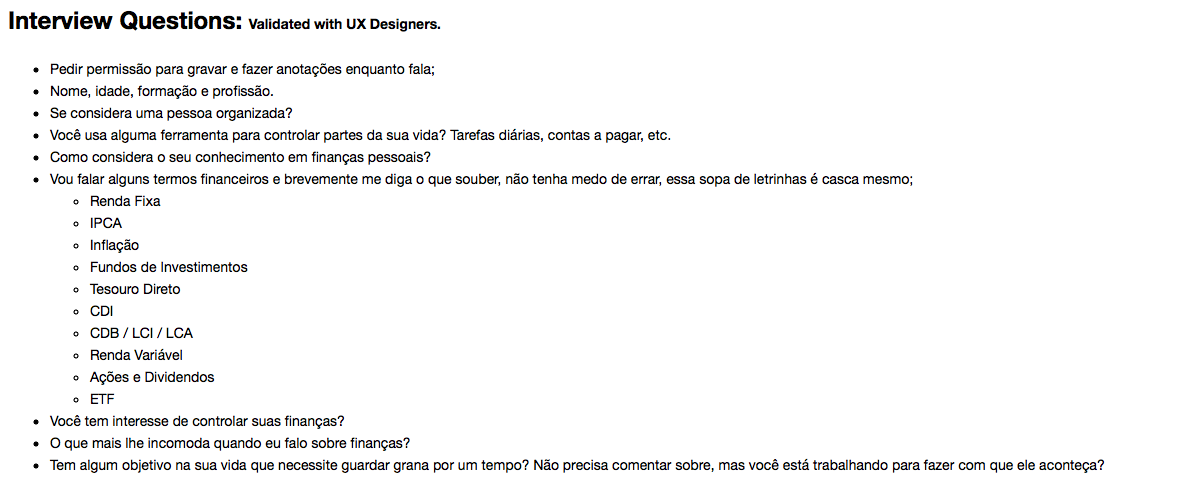 Interview Questions: Validated with UX Designers.
Pedir permissão para gravar e fazer anotações enquanto fala;
Nome, idade, formação e profissão.
Se considera uma pessoa organizada?
Você usa alguma ferramenta para controlar partes da sua vida? Tarefas diárias, contas a pagar, etc.
Como considera o seu conhecimento em finanças pessoais?
Vou falar alguns termos financeiros e brevemente me diga o que souber, não tenha medo de errar, essa sopa de letrinhas é casca mesmo;
Renda Fixa
IPCA
Inflação
Fundos de Investimentos
Tesouro Direto
CDI
CDB / LCI / LCA
Renda Variável
Ações e Dividendos
ETF
Você tem interesse de controlar suas finanças?
O que mais lhe incomoda quando eu falo sobre finanças?
Tem algum objetivo na sua vida que necessite guardar grana por um tempo? Não precisa comentar sobre, mas você está trabalhando para fazer com que ele aconteça?